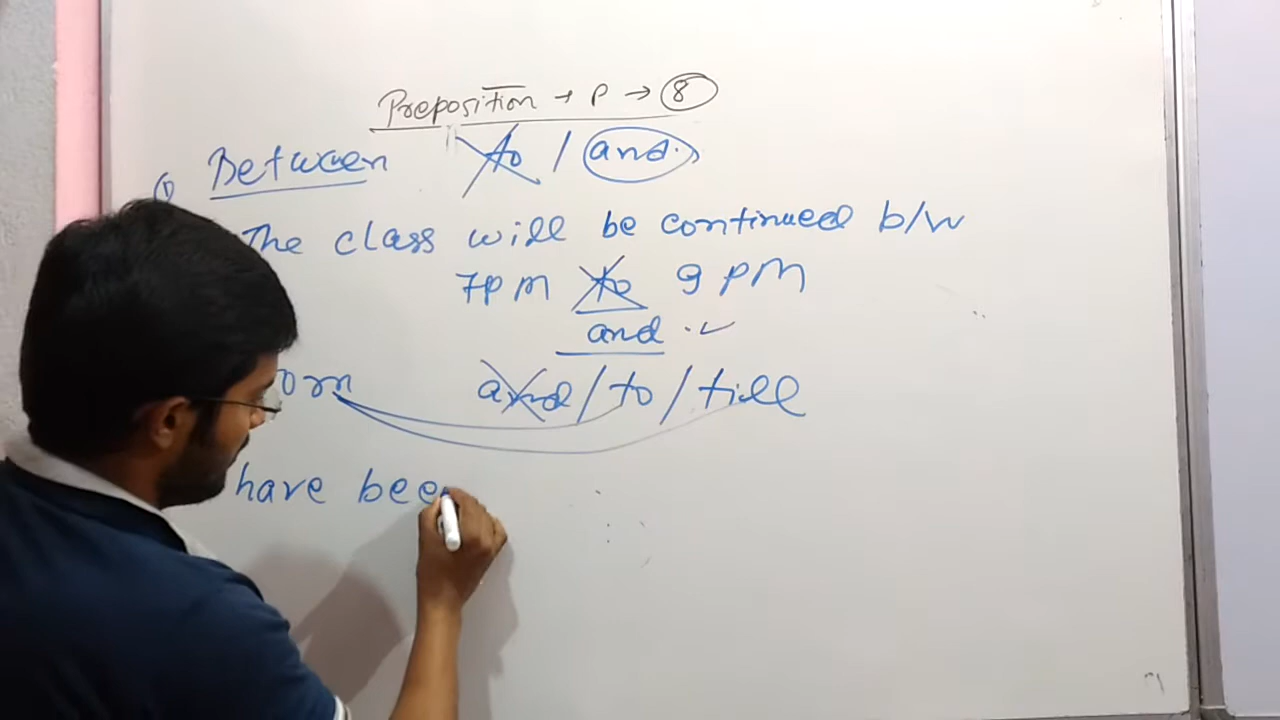 Preposition + P → 8
① Between to / and.
The class will be continued b/w
7pm to 9 pm
and . ✓
om and / to / till
have bee